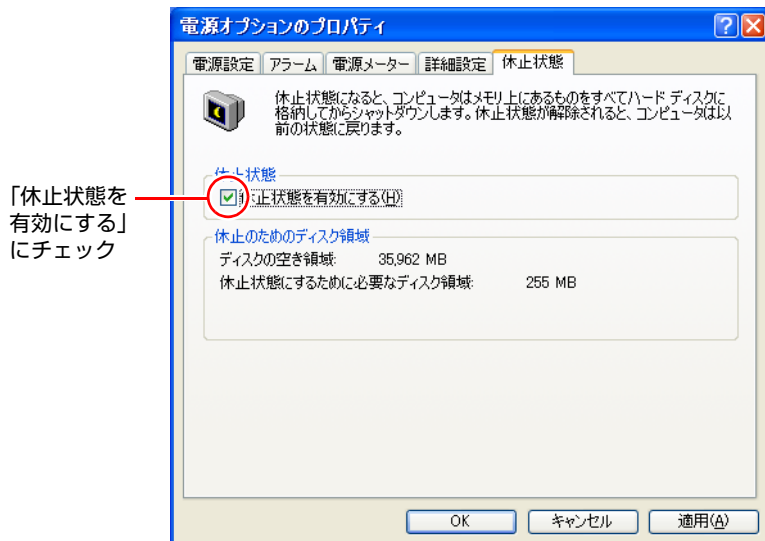 電源オプションのプロパティ
電源設定 アラーム 電源メーター 詳細設定 休止状態
休止状態になると、コンピュータはメモリ上にあるものをすべてハード ディスクに
格納してからシャットダウンします。休止状態が解除されると、コンピュータは以
前の状態に戻ります。
休止状態
休止状態を有効にする(H)
「休止状態を
有効にする」
にチェック
休止のためのディスク領域
ディスクの空き領域: 35,962 MB
休止状態にするために必要なディスク領域: 255 MB
OK キャンセル 適用(A)